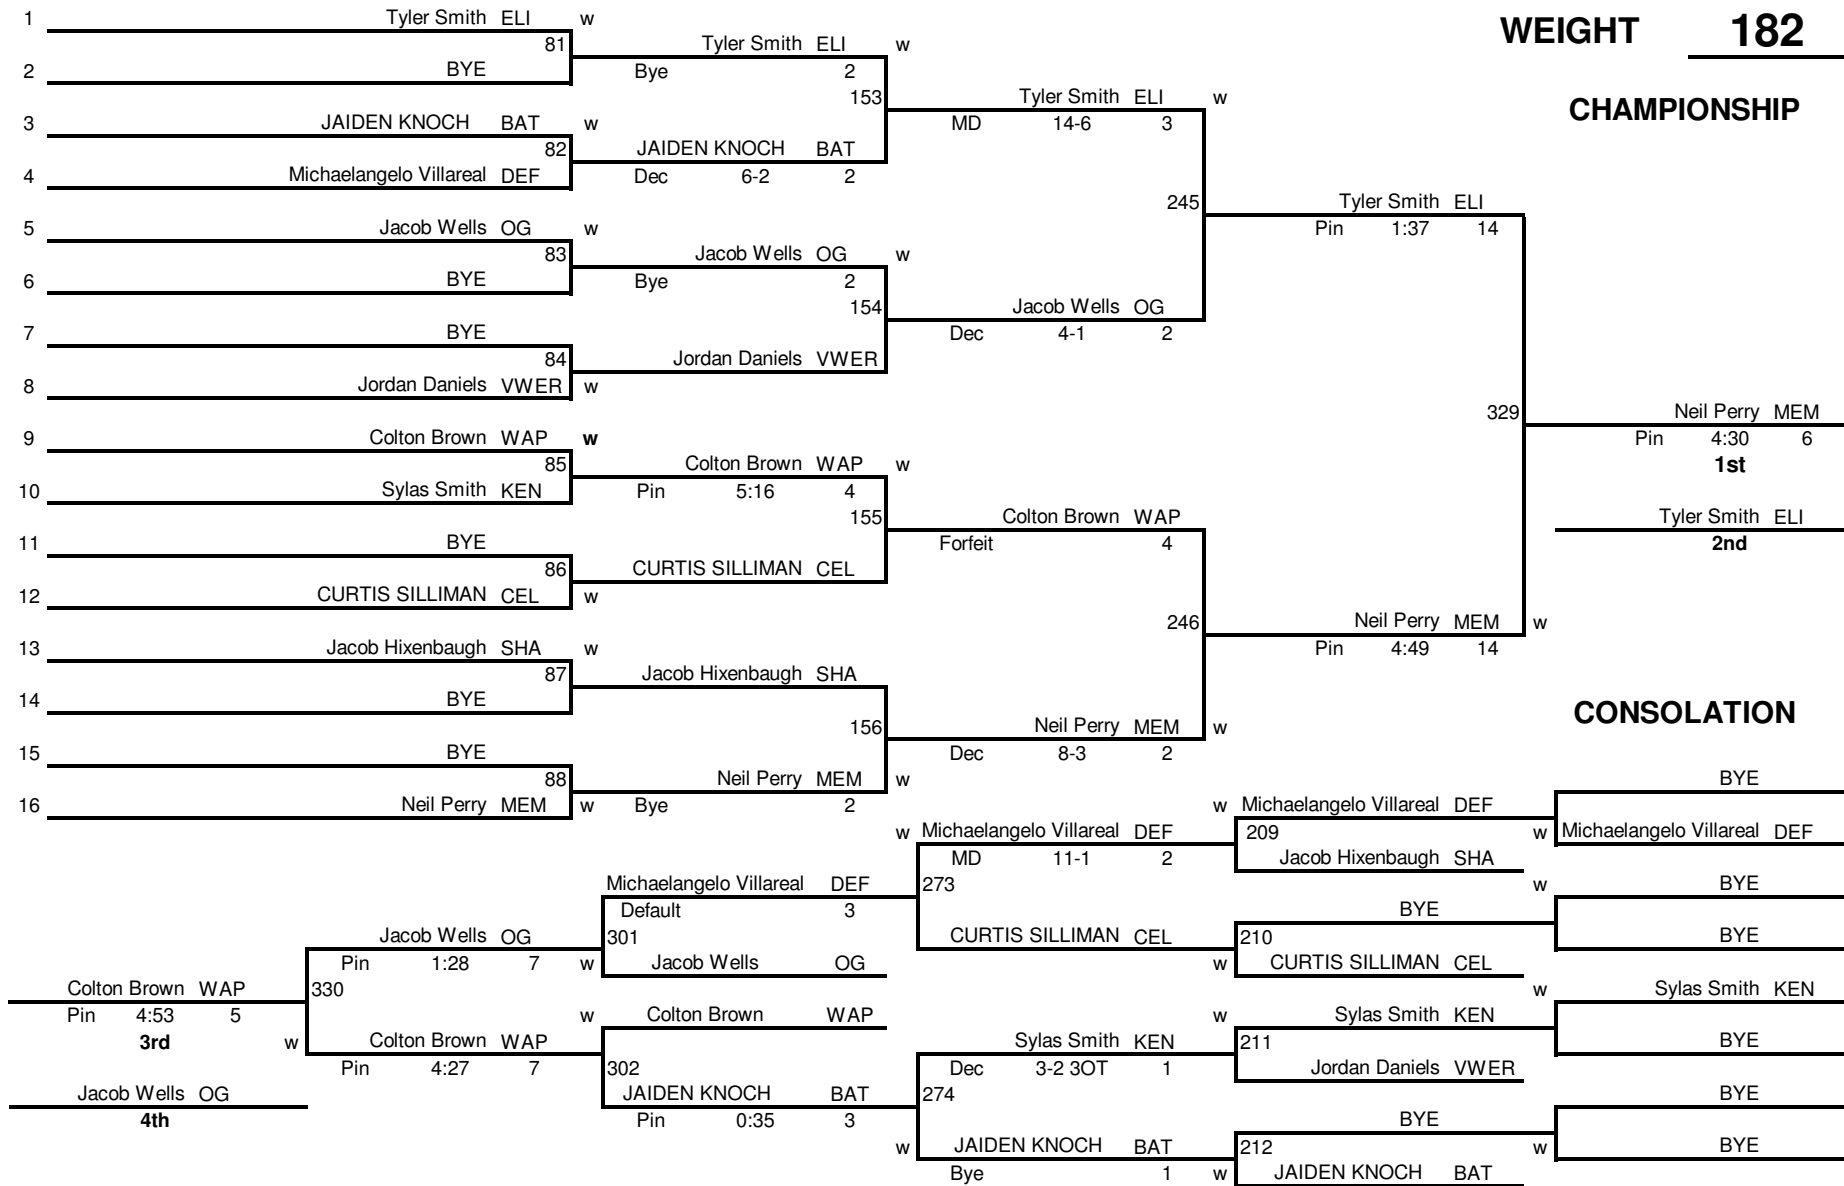 1 Tyler Smith ELI w
WEIGHT 182
81 Tyler Smith ELI w
2 BYE Bye 2
153 Tyler Smith ELI w
CHAMPIONSHIP
3 JAIDEN KNOCH BAT w MD 14-6 3
82 JAIDEN KNOCH BAT
4 Michaelangelo Villareal DEF Dec 6-2 2
245 Tyler Smith ELI
5 Jacob Wells OG w Pin 1:37 14
83 Jacob Wells OG w
6 BYE Bye 2
154 Jacob Wells OG
7 BYE Dec 4-1 2
84 Jordan Daniels VWER
8 Jordan Daniels VWER w
329 Neil Perry MEM
9 Colton Brown WAP w Pin 4:30 6
85 Colton Brown WAP w 1st
10 Sylas Smith KEN Pin 5:16 4
155 Colton Brown WAP Tyler Smith ELI
11 BYE Forfeit 4 2nd
86 CURTIS SILLIMAN CEL
12 CURTIS SILLIMAN CEL w
246 Neil Perry MEM w
13 Jacob Hixenbaugh SHA w Pin 4:49 14
87 Jacob Hixenbaugh SHA
14 BYE
CONSOLATION
156 Neil Perry MEM w
15 BYE Dec 8-3 2
88 Neil Perry MEM w BYE
16 Neil Perry MEM w Bye 2 w Michaelangelo Villareal DEF
w Michaelangelo Villareal DEF 209 w Michaelangelo Villareal DEF
MD 11-1 2 Jacob Hixenbaugh SHA
Michaelangelo Villareal DEF 273 w BYE
Default 3 BYE
Jacob Wells OG 301 CURTIS SILLIMAN CEL 210 BYE
Pin 1:28 7 w Jacob Wells OG w CURTIS SILLIMAN CEL
Colton Brown WAP 330 w Sylas Smith KEN
Pin 4:53 5 w Colton Brown WAP w Sylas Smith KEN
3rd w Colton Brown WAP Sylas Smith KEN 211 BYE
Pin 4:27 7 302 Dec 3-2 3OT 1 Jordan Daniels VWER
Jacob Wells OG JAIDEN KNOCH BAT 274 BYE
4th Pin 0:35 3 BYE
w JAIDEN KNOCH BAT 212 w BYE
Bye 1 w JAIDEN KNOCH BAT